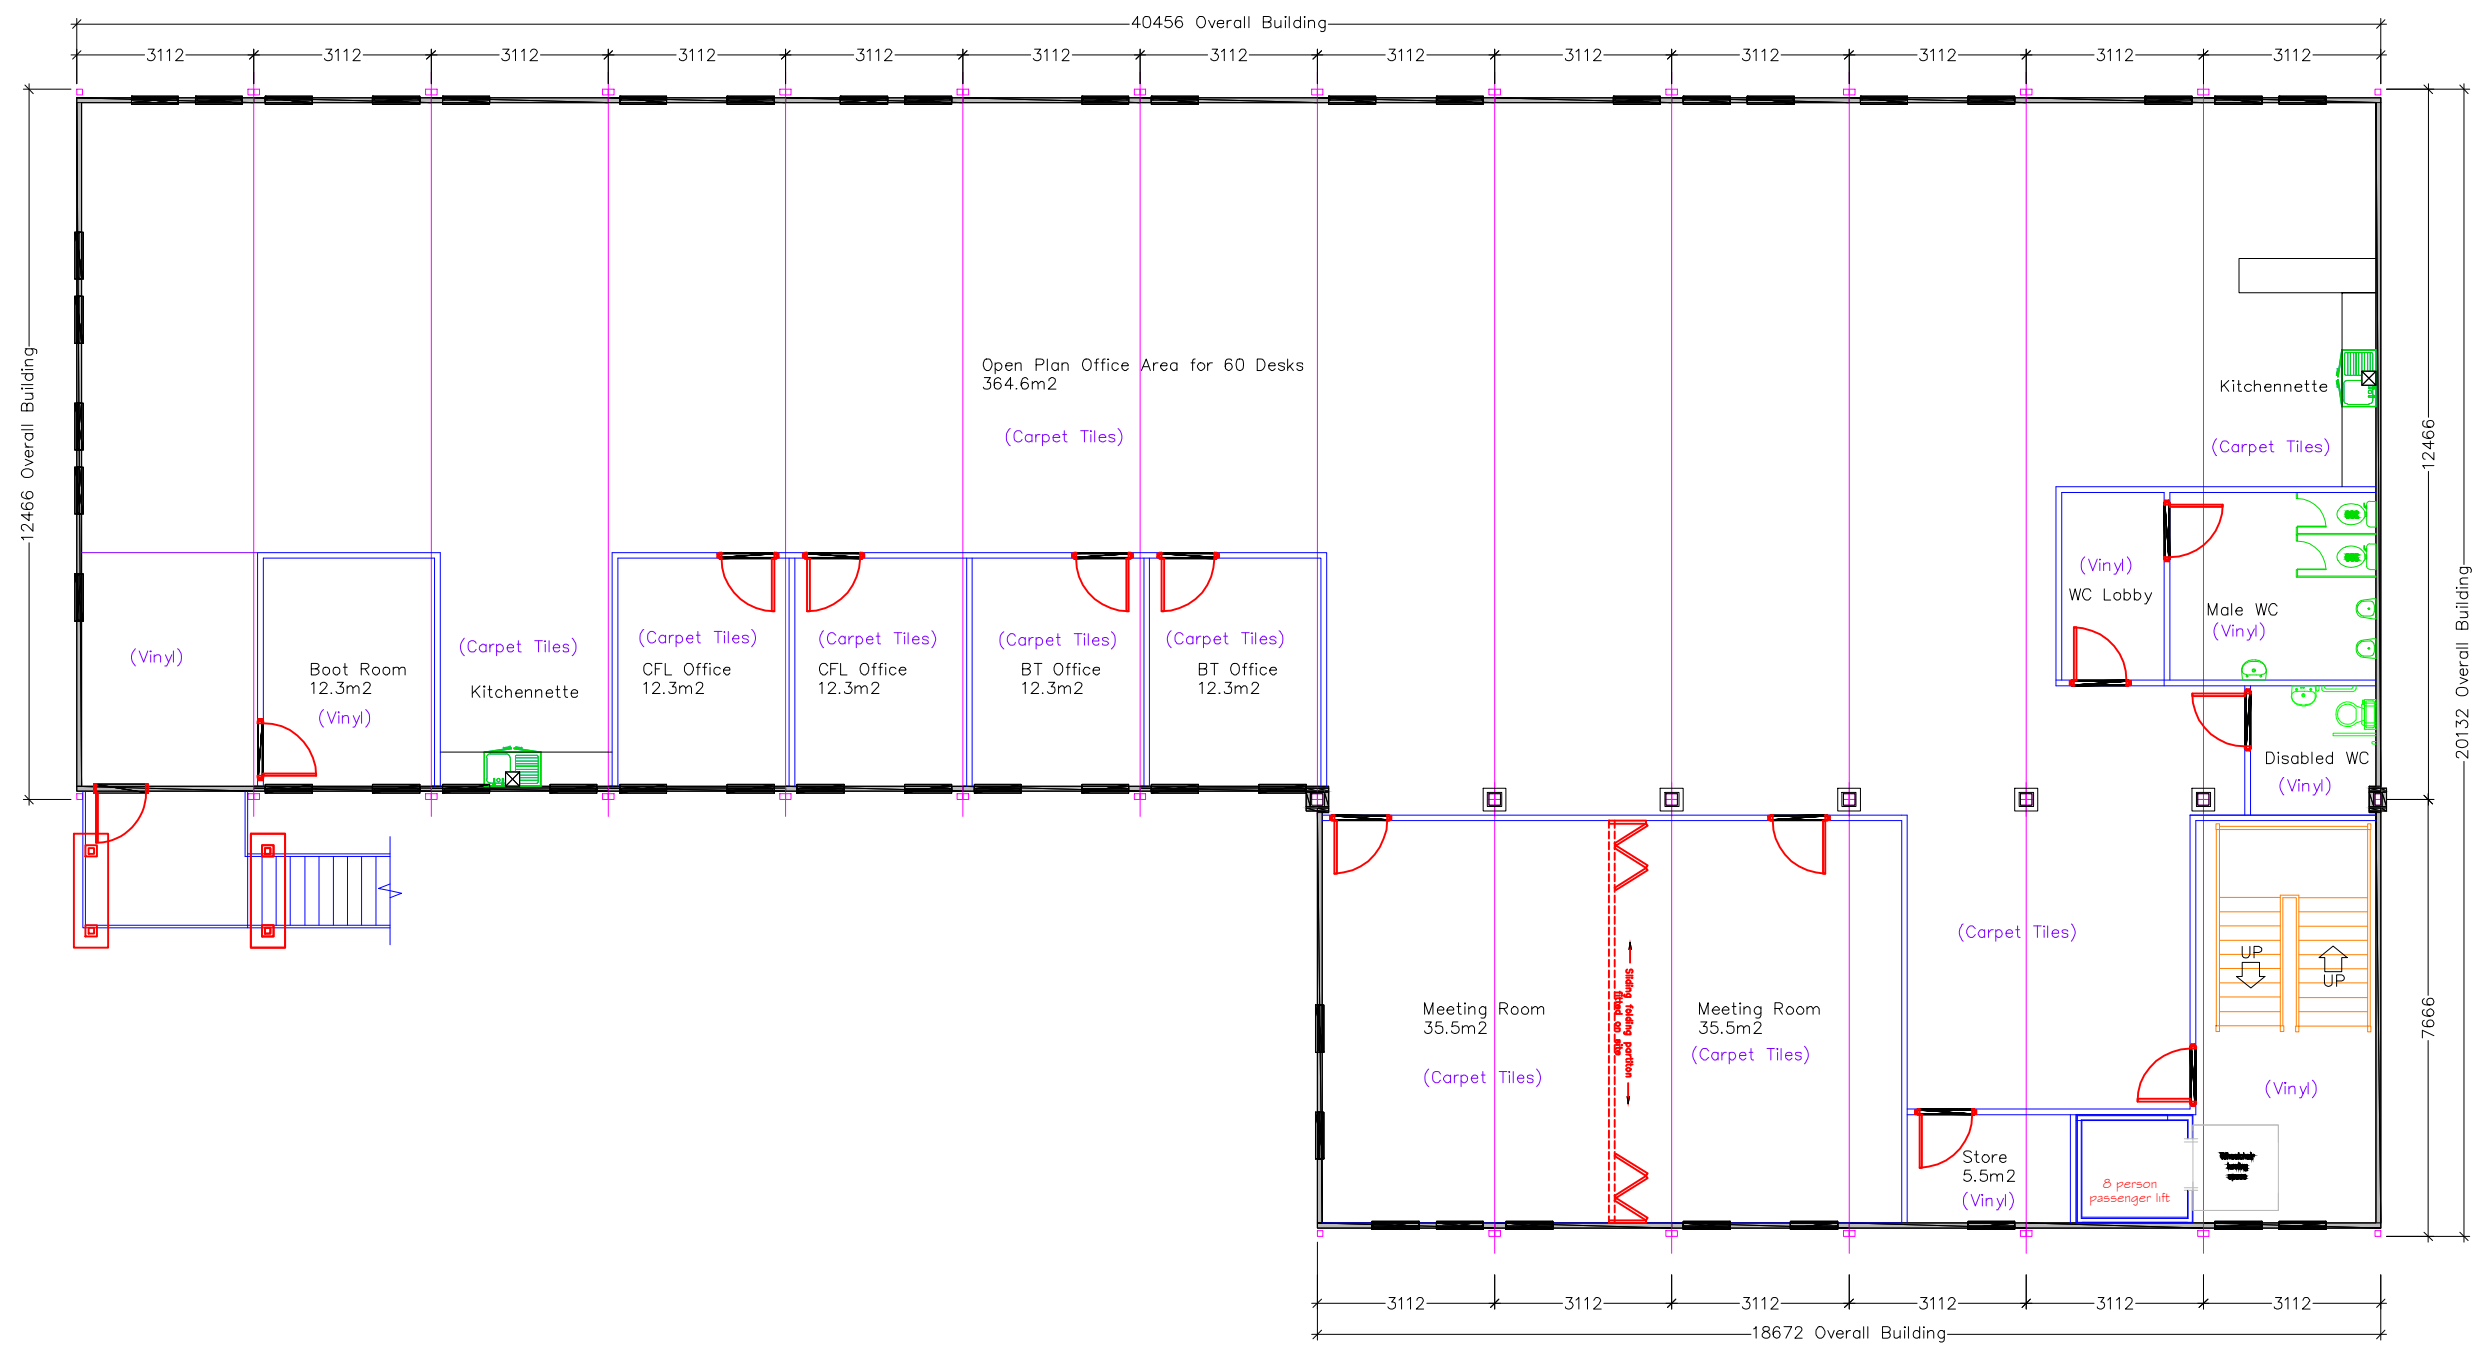 40456 Overall Building
3112 3112 3112 3112 3112 3112 3112 3112 3112 3112 3112 3112 3112
12466 Overall Building
Open Plan Office Area for 60 Desks
364.6m2
(Carpet Tiles)
Kitchennette
(Carpet Tiles)
12466
20132 Overall Building
(Vinyl)
WC Lobby
Male WC
(Vinyl)
Disabled WC
(Vinyl)
(Vinyl)
Boot Room
12.3m2
(Vinyl)
(Carpet Tiles)
Kitchennette
(Carpet Tiles)
CFL Office
12.3m2
(Carpet Tiles)
CFL Office
12.3m2
(Carpet Tiles)
BT Office
12.3m2
(Carpet Tiles)
BT Office
12.3m2
Meeting Room
35.5m2
(Carpet Tiles)
Sliding folding partiton
fitted on site
Meeting Room
35.5m2
(Carpet Tiles)
(Carpet Tiles)
UP
UP
7666
(Vinyl)
Store
5.5m2
(Vinyl)
8 person
passenger lift
3112 3112 3112 3112 3112 3112
18672 Overall Building